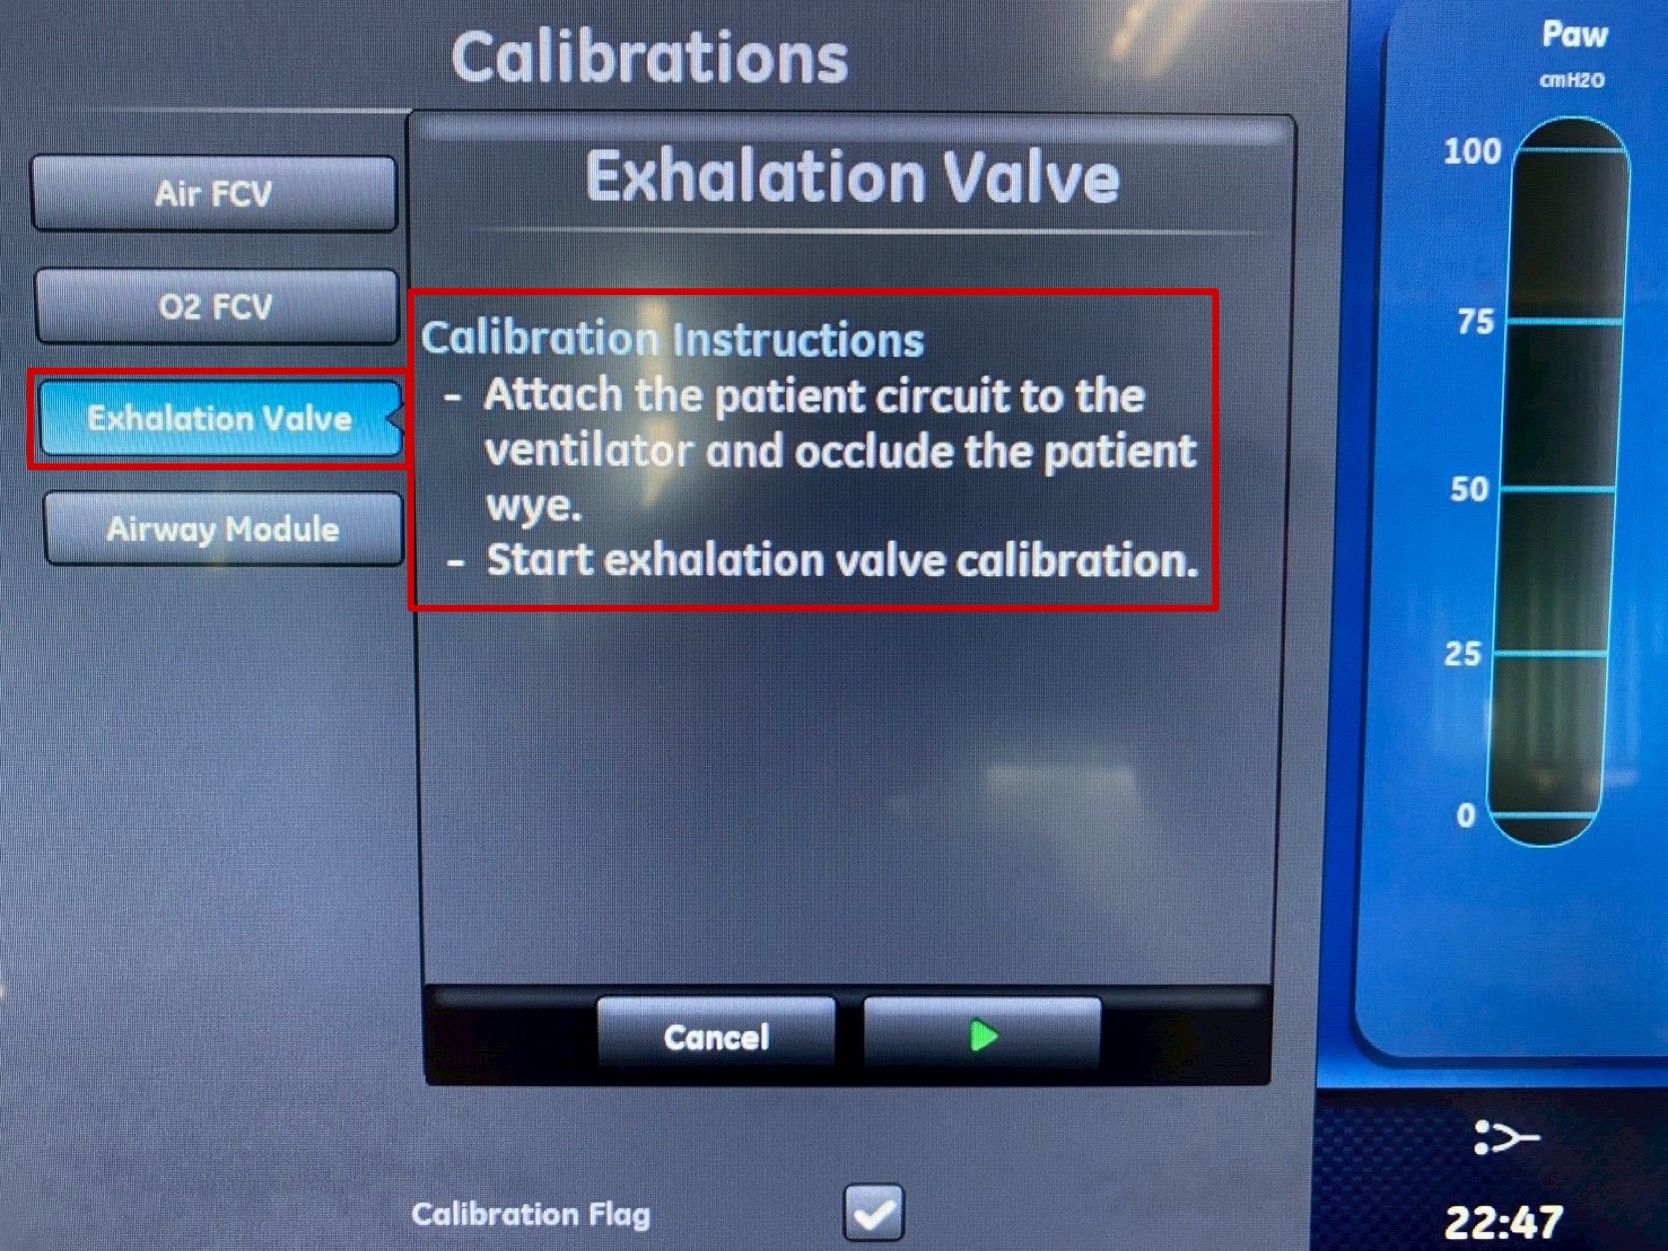 Calibrations
Air FCV
O2 FCV
Exhalation Valve
Airway Module
Exhalation Valve
Calibration Instructions
- Attach the patient circuit to the
ventilator and occlude the patient
wye.
- Start exhalation valve calibration.
Cancel
Calibration Flag
Paw
cmH2O
100
75
50
25
0
22:47